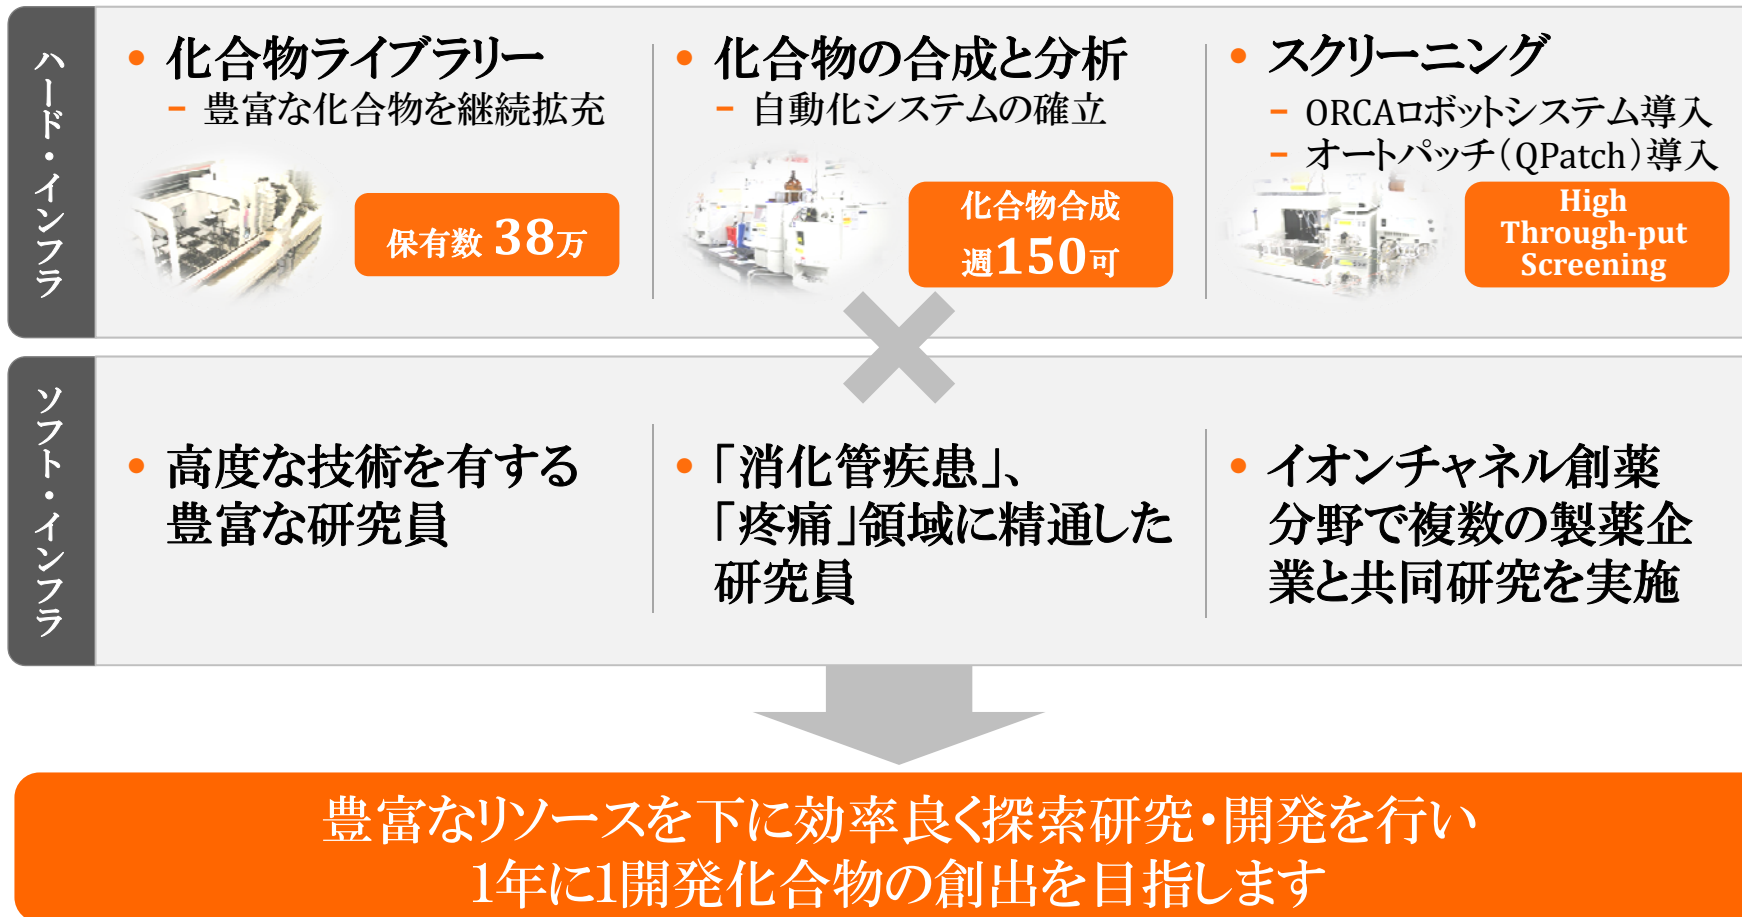 ハード・インフラ
• 化合物ライブラリー
− 豊富な化合物を継続拡充
保有数 38万
• 化合物の合成と分析
− 自動化システムの確立
化合物合成
週150可
• スクリーニング
− ORCAロボットシステム導入
− オートパッチ（QPatch）導入
High
Through-put
Screening
ソフト・インフラ
• 高度な技術を有する
豊富な研究員
• 「消化管疾患」、
「疼痛」領域に精通した
研究員
• イオンチャネル創薬
分野で複数の製薬企
業と共同研究を実施
豊富なリソースを下に効率良く探索研究・開発を行い
1年に1開発化合物の創出を目指します